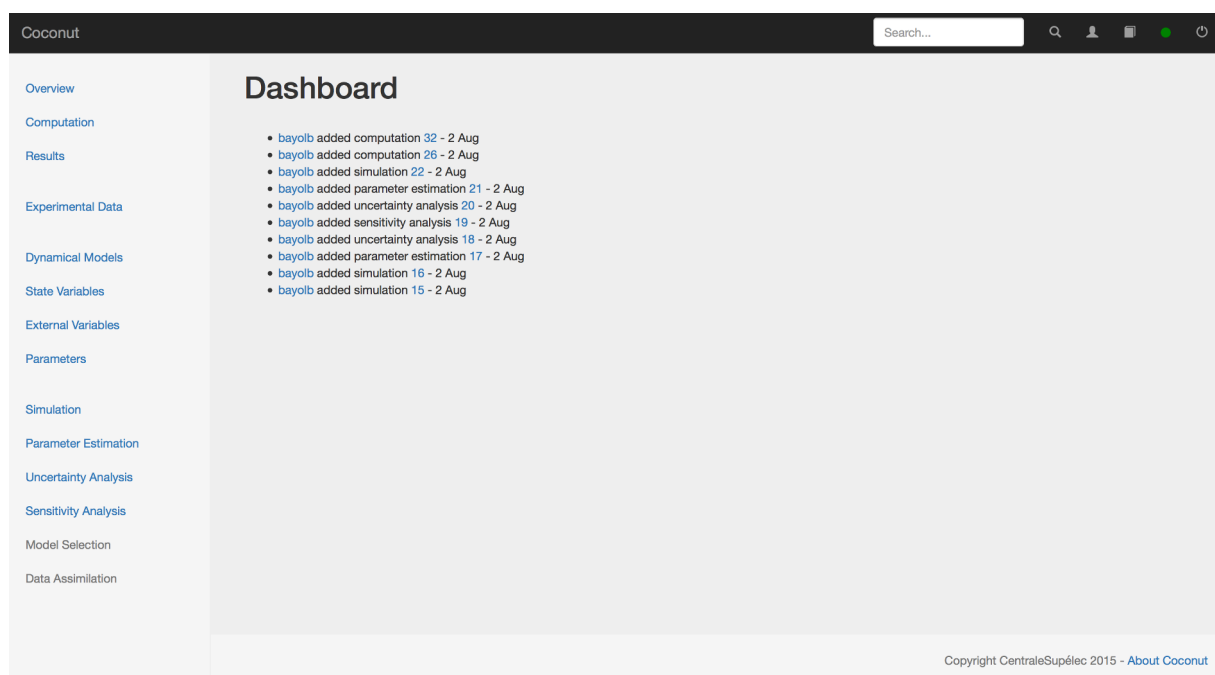 Coconut
Search...
Overview
Computation
Results
Experimental Data
Dynamical Models
State Variables
External Variables
Parameters
Simulation
Parameter Estimation
Uncertainty Analysis
Sensitivity Analysis
Model Selection
Data Assimilation
Dashboard
• bayolb added computation 32 - 2 Aug
• bayolb added computation 26 - 2 Aug
• bayolb added simulation 22 - 2 Aug
• bayolb added parameter estimation 21 - 2 Aug
• bayolb added uncertainty analysis 20 - 2 Aug
• bayolb added sensitivity analysis 19 - 2 Aug
• bayolb added uncertainty analysis 18 - 2 Aug
• bayolb added parameter estimation 17 - 2 Aug
• bayolb added simulation 16 - 2 Aug
• bayolb added simulation 15 - 2 Aug
Copyright CentraleSupélec 2015 - About Coconut